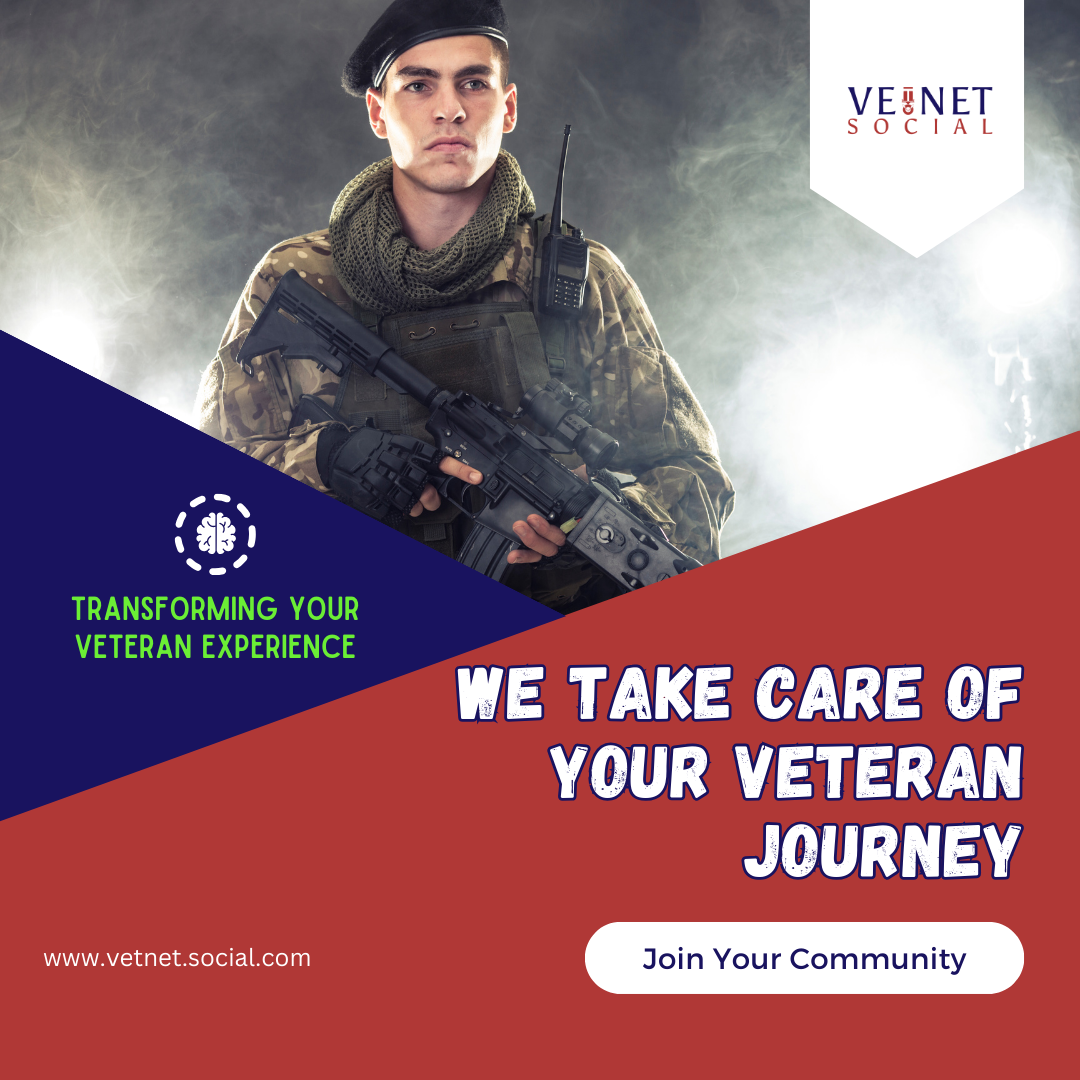 VETNET
SOCIAL
TRANSFORMING YOUR
VETERAN EXPERIENCE
WE TAKE CARE OF
YOUR VETERAN
JOURNEY
www.vetnet.social.com
Join Your Community